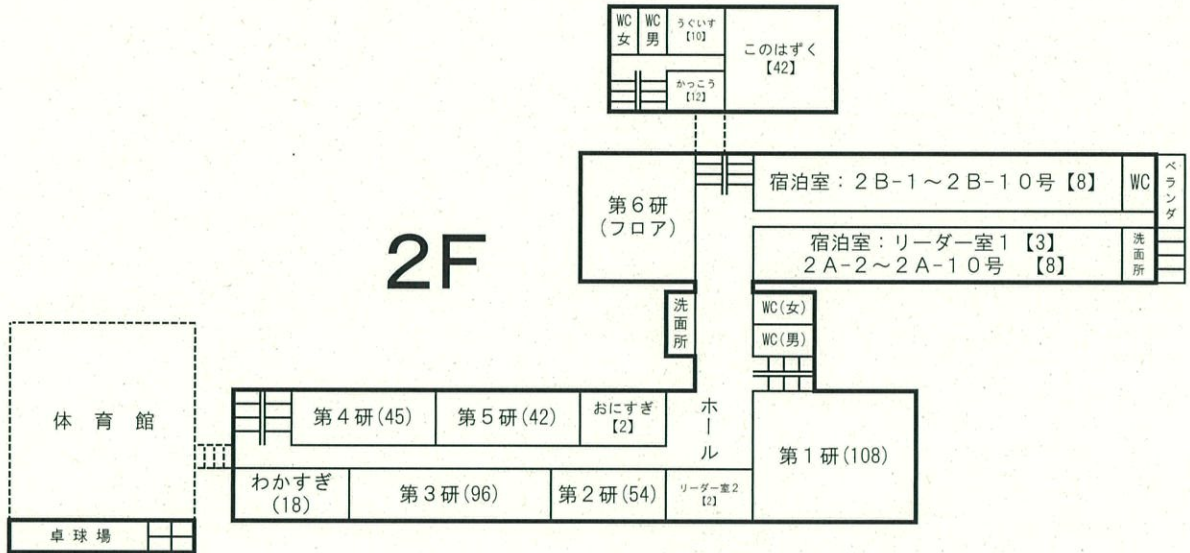 WC
女
WC
男
うぐいす
【10】
このはずく
【42】
かっこう
【12】
第6研
(フロア)
宿泊室：2B-1～2B-10号【8】
WC
ベランダ
宿泊室：リーダー室1【3】
2A-2～2A-10号 【8】
洗面所
2F
洗面所
WC(女)
WC(男)
体育館
第4研(45)
第5研(42)
おにすぎ
【2】
ホール
第1研(108)
わかすぎ
(18)
第3研(96)
第2研(54)
リーダー室2
【2】
卓球場